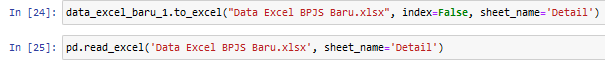 In [24]: data_excel_baru_1.to_excel("Data Excel BPJS Baru.xlsx", index=False, sheet_name='Detail')
In [25]: pd.read_excel('Data Excel BPJS Baru.xlsx', sheet_name='Detail')